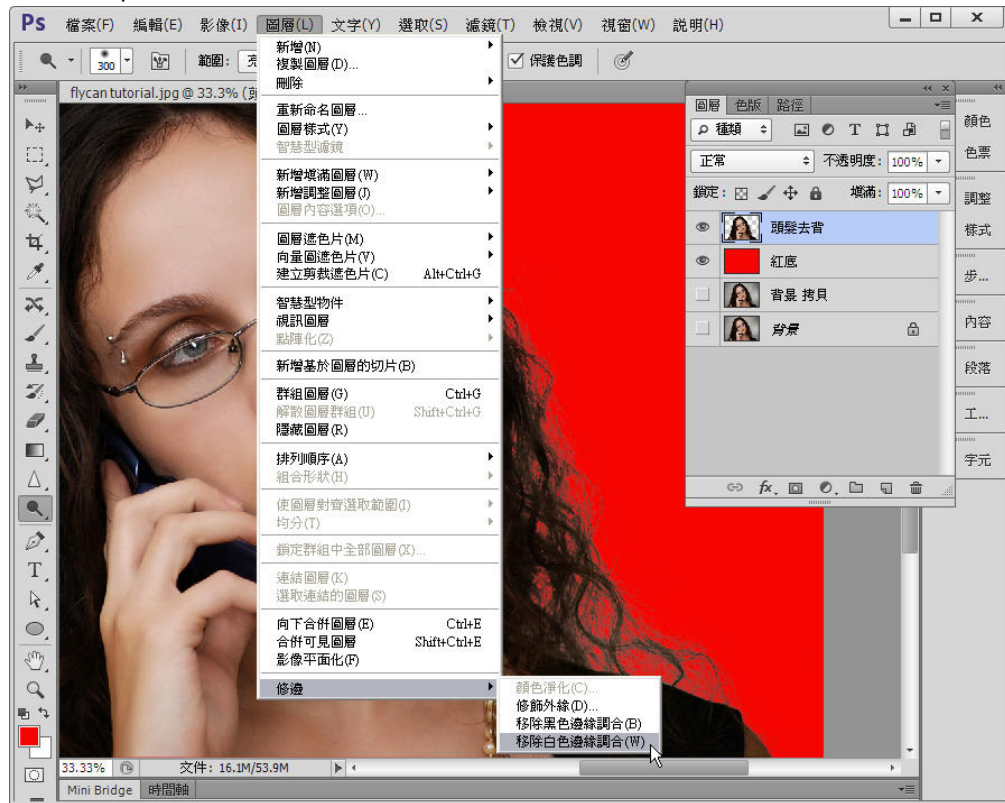 Ps 檔案(F) 編輯(E) 影像(I) 圖層(L) 文字(Y) 選取(S) 濾鏡(T) 檢視(V) 視窗(W) 説明(H)
300 範圍: 保護色調
flycan tutorial.jpg @ 33.3%
新增(N)
複製圖層(D)...
刪除
重新命名圖層...
圖層樣式(Y)
智慧型濾鏡
新增填滿圖層(W)
新增調整圖層(J)
圖層內容選項(O)...
圖層遮色片(M)
向量圖遮色片(V)
建立剪裁遮色片(C) Alt+Ctrl+G
智慧型物件
視訊圖層
點陣化(Z)
新增基於圖層的切片(B)
群組圖層(G) Ctrl+G
解散圖層群組(U) Shift+Ctrl+G
隱藏圖層(R)
排列順序(A)
組合形狀(H)
使圖層對齊選取範圍(I)
均分(T)
鎖定群組中全部圖層(X)...
連結圖層(K)
選取連結的圖層(S)
向下合併圖層(E) Ctrl+E
合併可見圖層 Shift+Ctrl+E
影像平面化(F)
修邊
顏色淨化(C)...
修飾外緣(D)...
移除黑色邊緣調合(B)
移除白色邊緣調合(W)
圖層 色版 路徑
種類
正常 不透明度: 100%
鎖定: 填滿: 100%
頭髮去背
紅底
背景 拷貝
背景
fx
顏色
色票
調整
樣式
步...
內容
段落
工...
字元
33.33% 文件: 16.1M/53.9M
Mini Bridge 時間軸